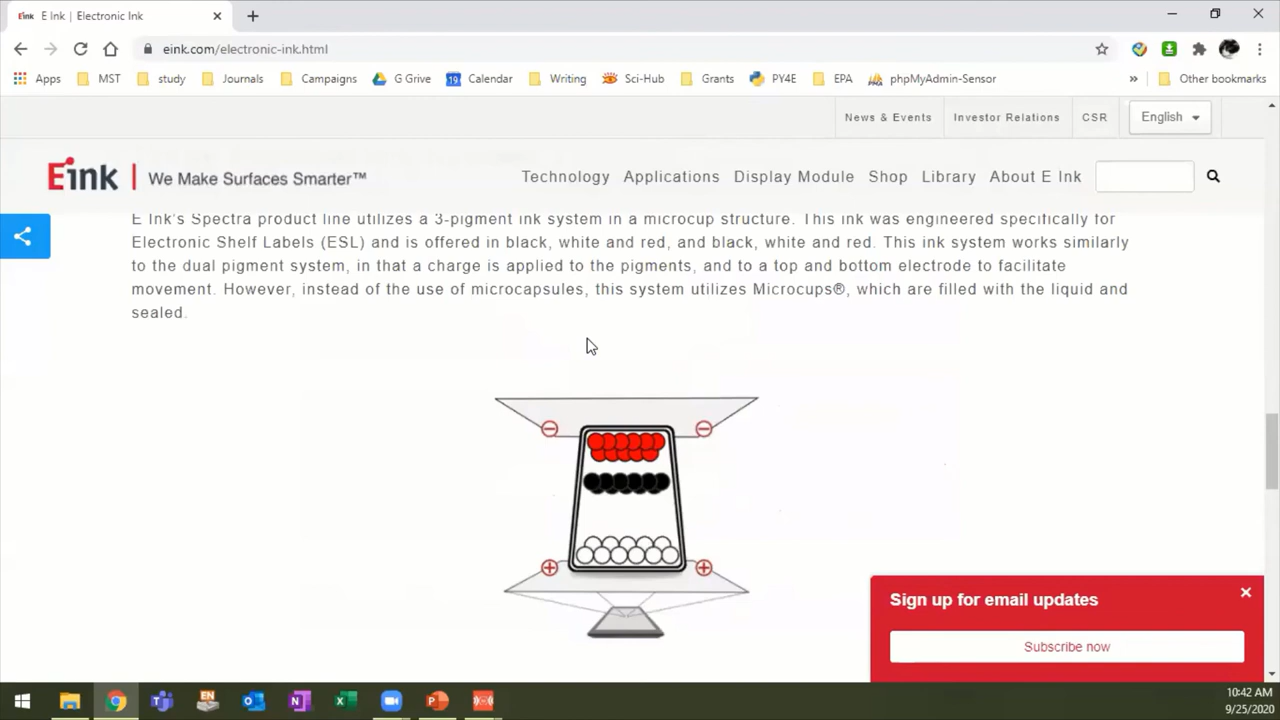 Eink E Ink | Electronic Ink
eink.com/electronic-ink.html
Apps MST study Journals Campaigns G Grive 19 Calendar Writing Sci-Hub Grants PY4E EPA phpMyAdmin-Sensor » Other bookmarks
News & Events Investor Relations CSR English
Eink | We Make Surfaces Smarter™ Technology Applications Display Module Shop Library About E Ink
E Ink's Spectra product line utilizes a 3-pigment ink system in a microcup structure. This ink was engineered specifically for
Electronic Shelf Labels (ESL) and is offered in black, white and red, and black, white and red. This ink system works similarly
to the dual pigment system, in that a charge is applied to the pigments, and to a top and bottom electrode to facilitate
movement. However, instead of the use of microcapsules, this system utilizes Microcups®, which are filled with the liquid and
sealed.
Sign up for email updates
Subscribe now
EN
10:42 AM
9/25/2020